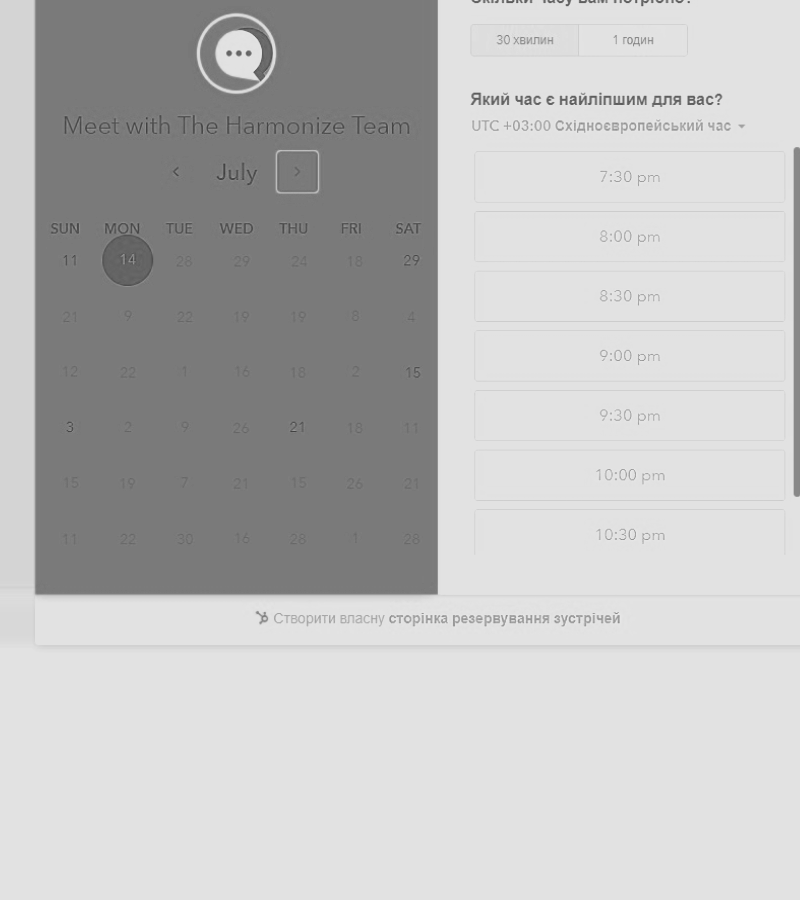 Скільки часу вам потрібно?
30 хвилин
1 годин
Meet with The Harmonize Team
July
SUN MON TUE WED THU FRI SAT
11 14 28 29 24 18 29
21 9 22 19 19 8 4
12 22 1 16 18 2 15
3 2 9 26 21 18 11
15 19 7 21 15 26 21
11 22 30 16 28 1 28
Який час є найліпшим для вас?
UTC +03:00 Східноєвропейський час
7:30 pm
8:00 pm
8:30 pm
9:00 pm
9:30 pm
10:00 pm
10:30 pm
Створити власну сторінка резервування зустрічей